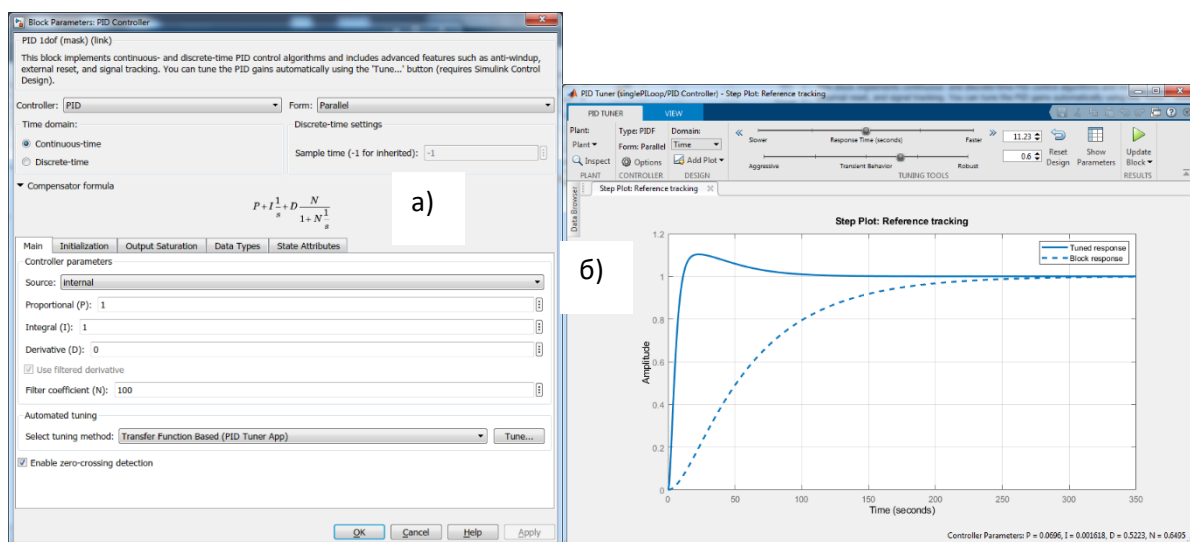 Block Parameters: PID Controller
PID 1dof (mask) (link)
This block implements continuous- and discrete-time PID control algorithms and includes advanced features such as anti-windup,
external reset, and signal tracking. You can tune the PID gains automatically using the 'Tune...' button (requires Simulink Control
Design).
Controller: PID
Form: Parallel
Time domain:
Discrete-time settings
Continuous-time
Discrete-time
Sample time (-1 for inherited): -1
Compensator formula
P+I 1/s +D N/(1+N 1/s)
а)
Main Initialization Output Saturation Data Types State Attributes
Controller parameters
Source: internal
Proportional (P): 1
Integral (I): 1
Derivative (D): 0
Use filtered derivative
Filter coefficient (N): 100
Automated tuning
Select tuning method: Transfer Function Based (PID Tuner App) Tune...
Enable zero-crossing detection
OK Cancel Help Apply
PID Tuner (singlePILoop/PID Controller) - Step Plot: Reference tracking
PID TUNER VIEW
Plant: Type: PIDF Domain:
Plant Form: Parallel Time
Inspect Options Add Plot
PLANT CONTROLLER DESIGN
Slower Response Time (seconds) Faster 11.23
Aggressive Transient Behavior Robust 0.6
TUNING TOOLS
Reset Design
Show Parameters
Update Block
RESULTS
Data Browser
Step Plot: Reference tracking
б)
Step Plot: Reference tracking
Tuned response
Block response
Amplitude
1.2
1
0.8
0.6
0.4
0.2
0
0 50 100 150 200 250 300 350
Time (seconds)
Controller Parameters: P = 0.0696, I = 0.001618, D = 0.5223, N = 0.6495